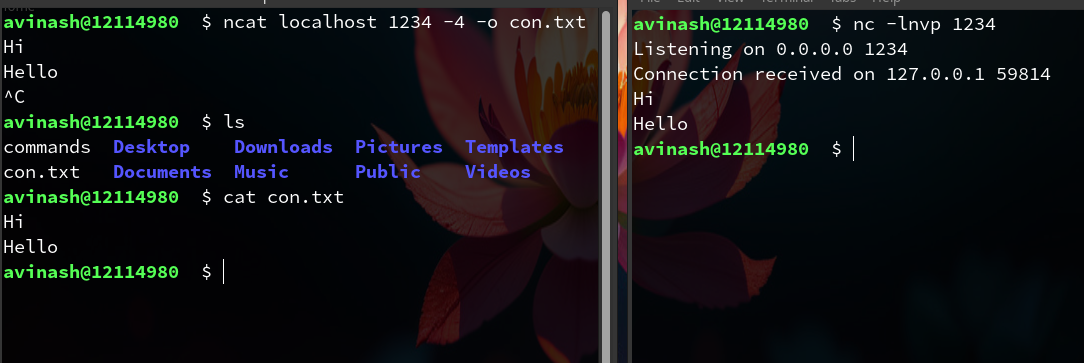 avinash@12114980 $ ncat localhost 1234 -4 -o con.txt
Hi
Hello
^C
avinash@12114980 $ ls
commands Desktop Downloads Pictures Templates
con.txt Documents Music Public Videos
avinash@12114980 $ cat con.txt
Hi
Hello
avinash@12114980 $
avinash@12114980 $ nc -lnvp 1234
Listening on 0.0.0.0 1234
Connection received on 127.0.0.1 59814
Hi
Hello
avinash@12114980 $